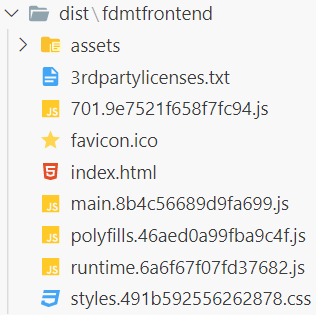 dist\fdmtfrontend
assets
3rdpartylicenses.txt
701.9e7521f658f7fc94.js
favicon.ico
index.html
main.8b4c56689d9fa699.js
polyfills.46aed0a99fba9c4f.js
runtime.6a6f67f07fd37682.js
styles.491b592556262878.css